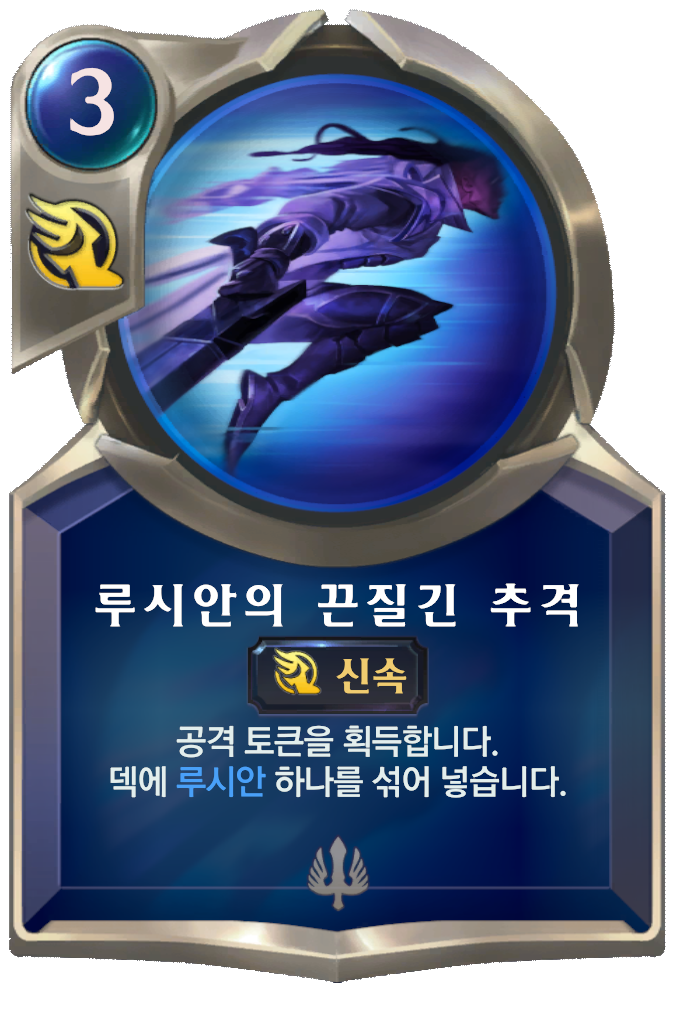 3
루시안의 끈질긴 추격
신속
공격 토큰을 획득합니다.
덱에 루시안 하나를 섞어 넣습니다.